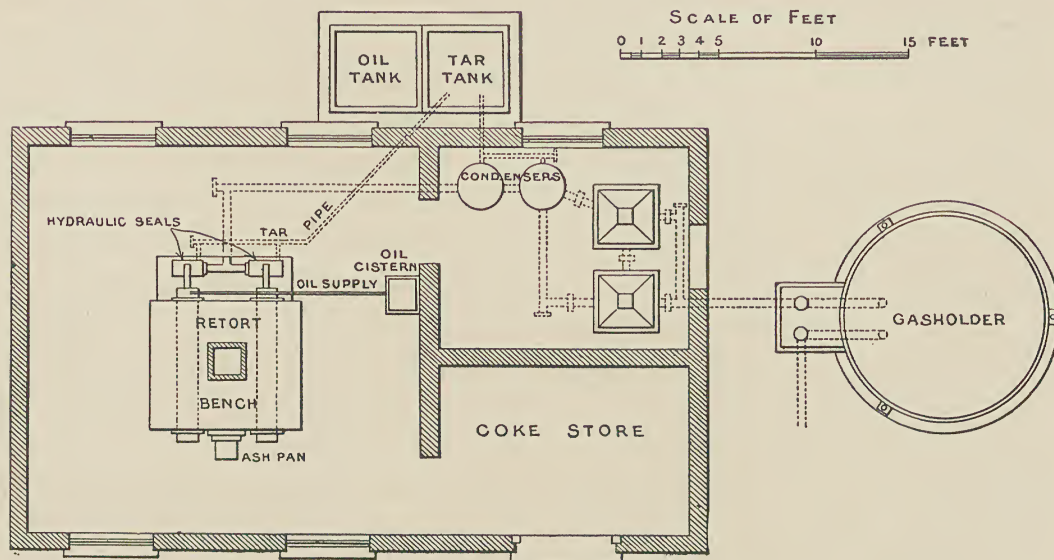 SCALE OF FEET
0 1 2 3 4 5 10 15 FEET
OIL
TANK
TAR
TANK
CONDENSERS
HYDRAULIC SEALS
TAR
PIPE
OIL
CISTERN
OIL SUPPLY
RETORT
BENCH
ASH PAN
GASHOLDER
COKE STORE